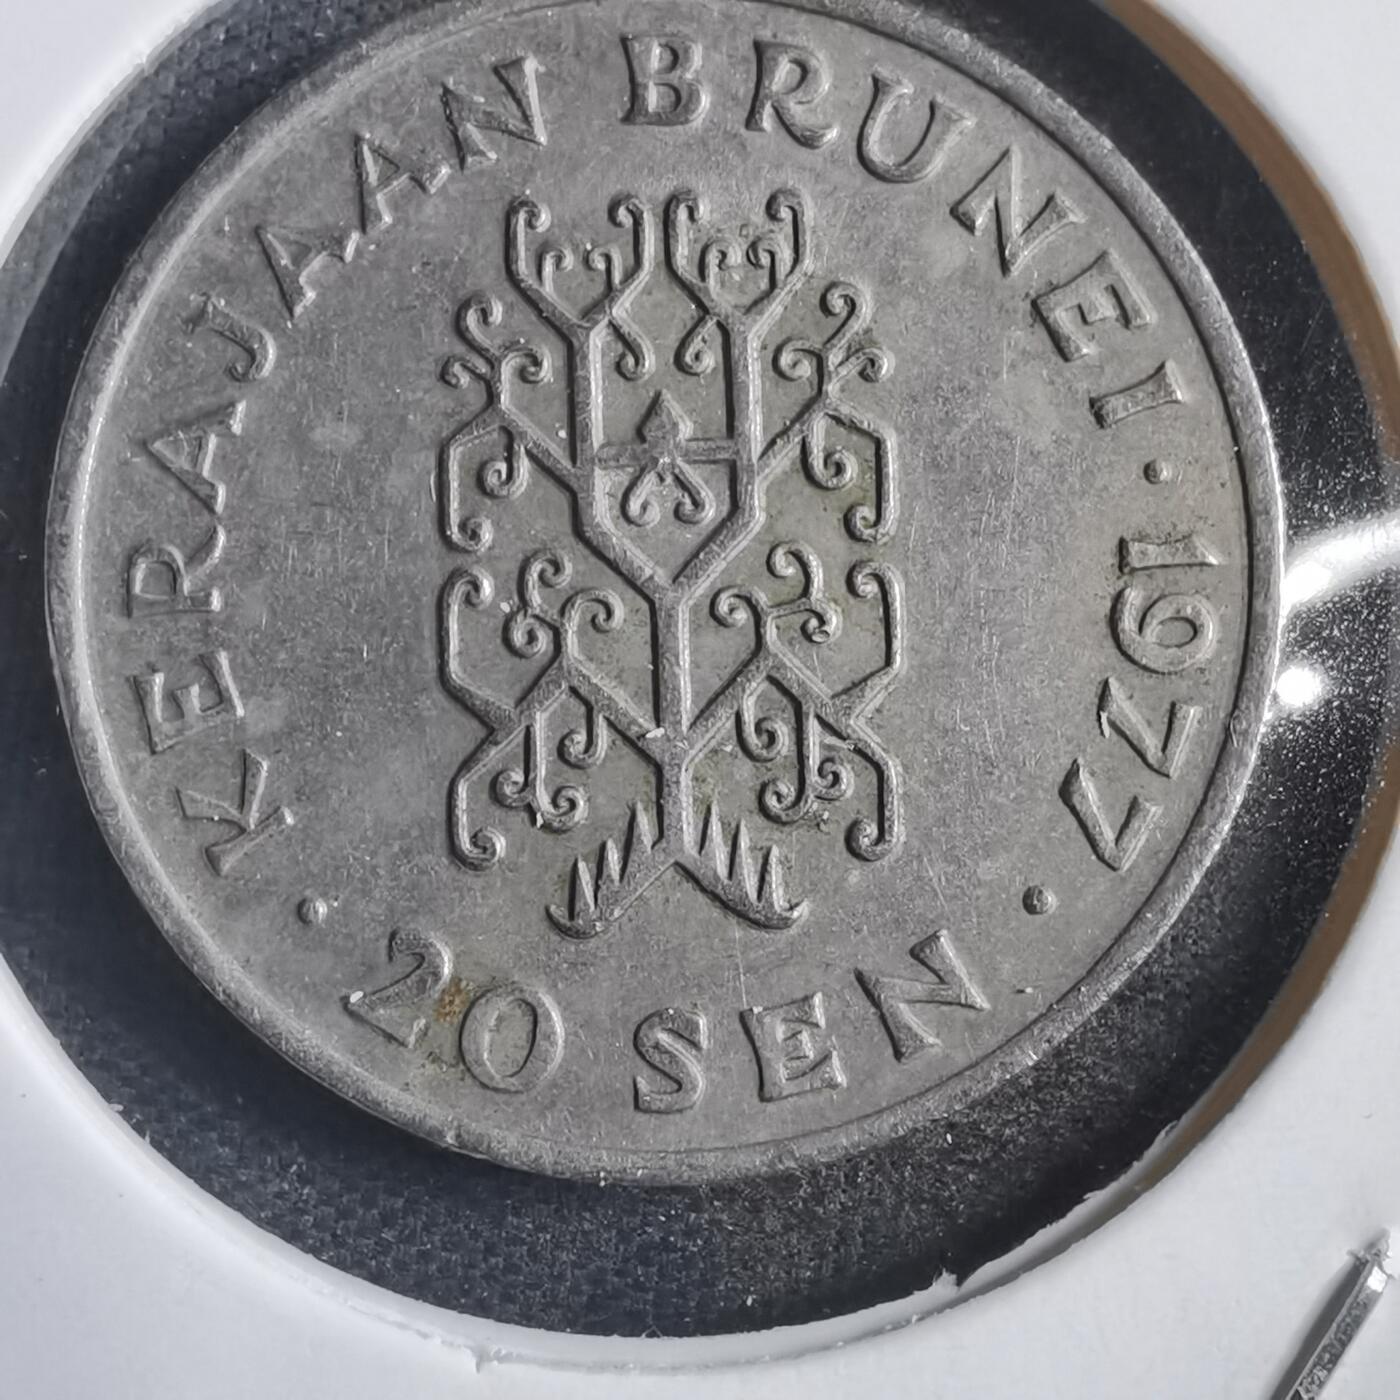 KERAJAAN BRUNEI · 1977 ·
20 SEN ·